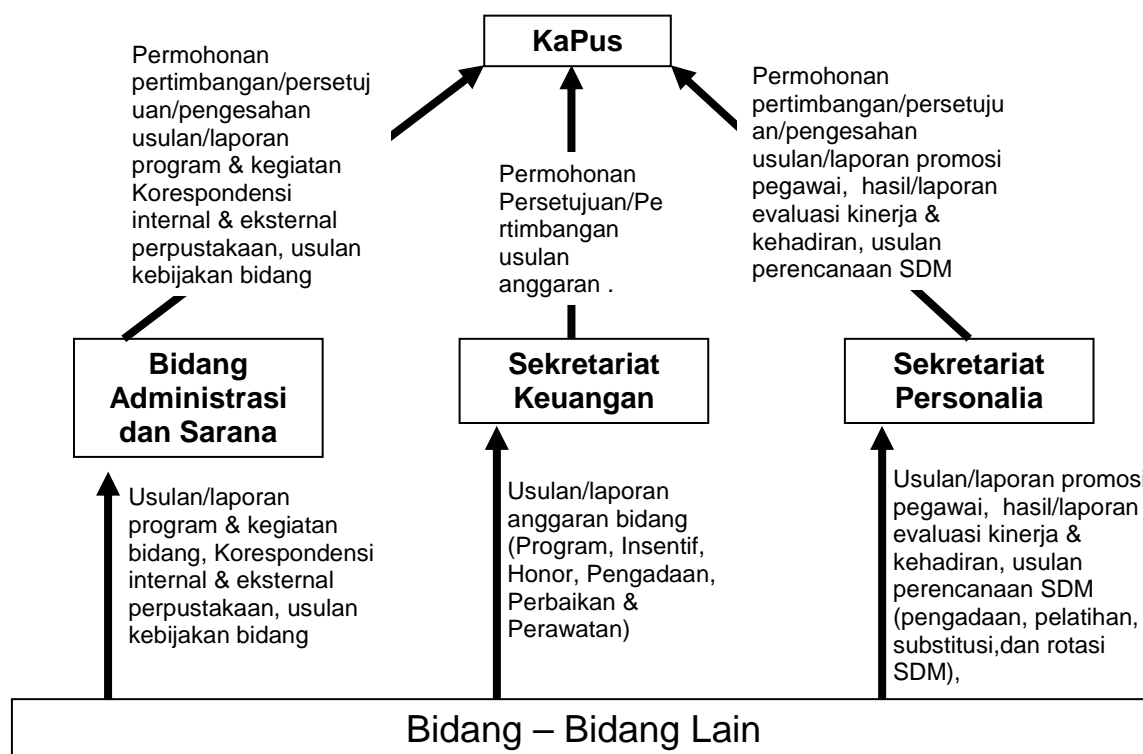 KaPus
Permohonan
pertimbangan/persetuj
uan/pengesahan
usulan/laporan
program & kegiatan
Korespondensi
internal & eksternal
perpustakaan, usulan
kebijakan bidang
Permohonan
Persetujuan/Pe
rtimbangan
usulan
anggaran .
Permohonan
pertimbangan/persetuju
an/pengesahan
usulan/laporan promosi
pegawai, hasil/laporan
evaluasi kinerja &
kehadiran, usulan
perencanaan SDM
Bidang
Administrasi
dan Sarana
Sekretariat
Keuangan
Sekretariat
Personalia
Usulan/laporan
program & kegiatan
bidang, Korespondensi
internal & eksternal
perpustakaan, usulan
kebijakan bidang
Usulan/laporan
anggaran bidang
(Program, Insentif,
Honor, Pengadaan,
Perbaikan &
Perawatan)
Usulan/laporan promosi
pegawai, hasil/laporan
evaluasi kinerja &
kehadiran, usulan
perencanaan SDM
(pengadaan, pelatihan,
substitusi,dan rotasi
SDM),
Bidang – Bidang Lain